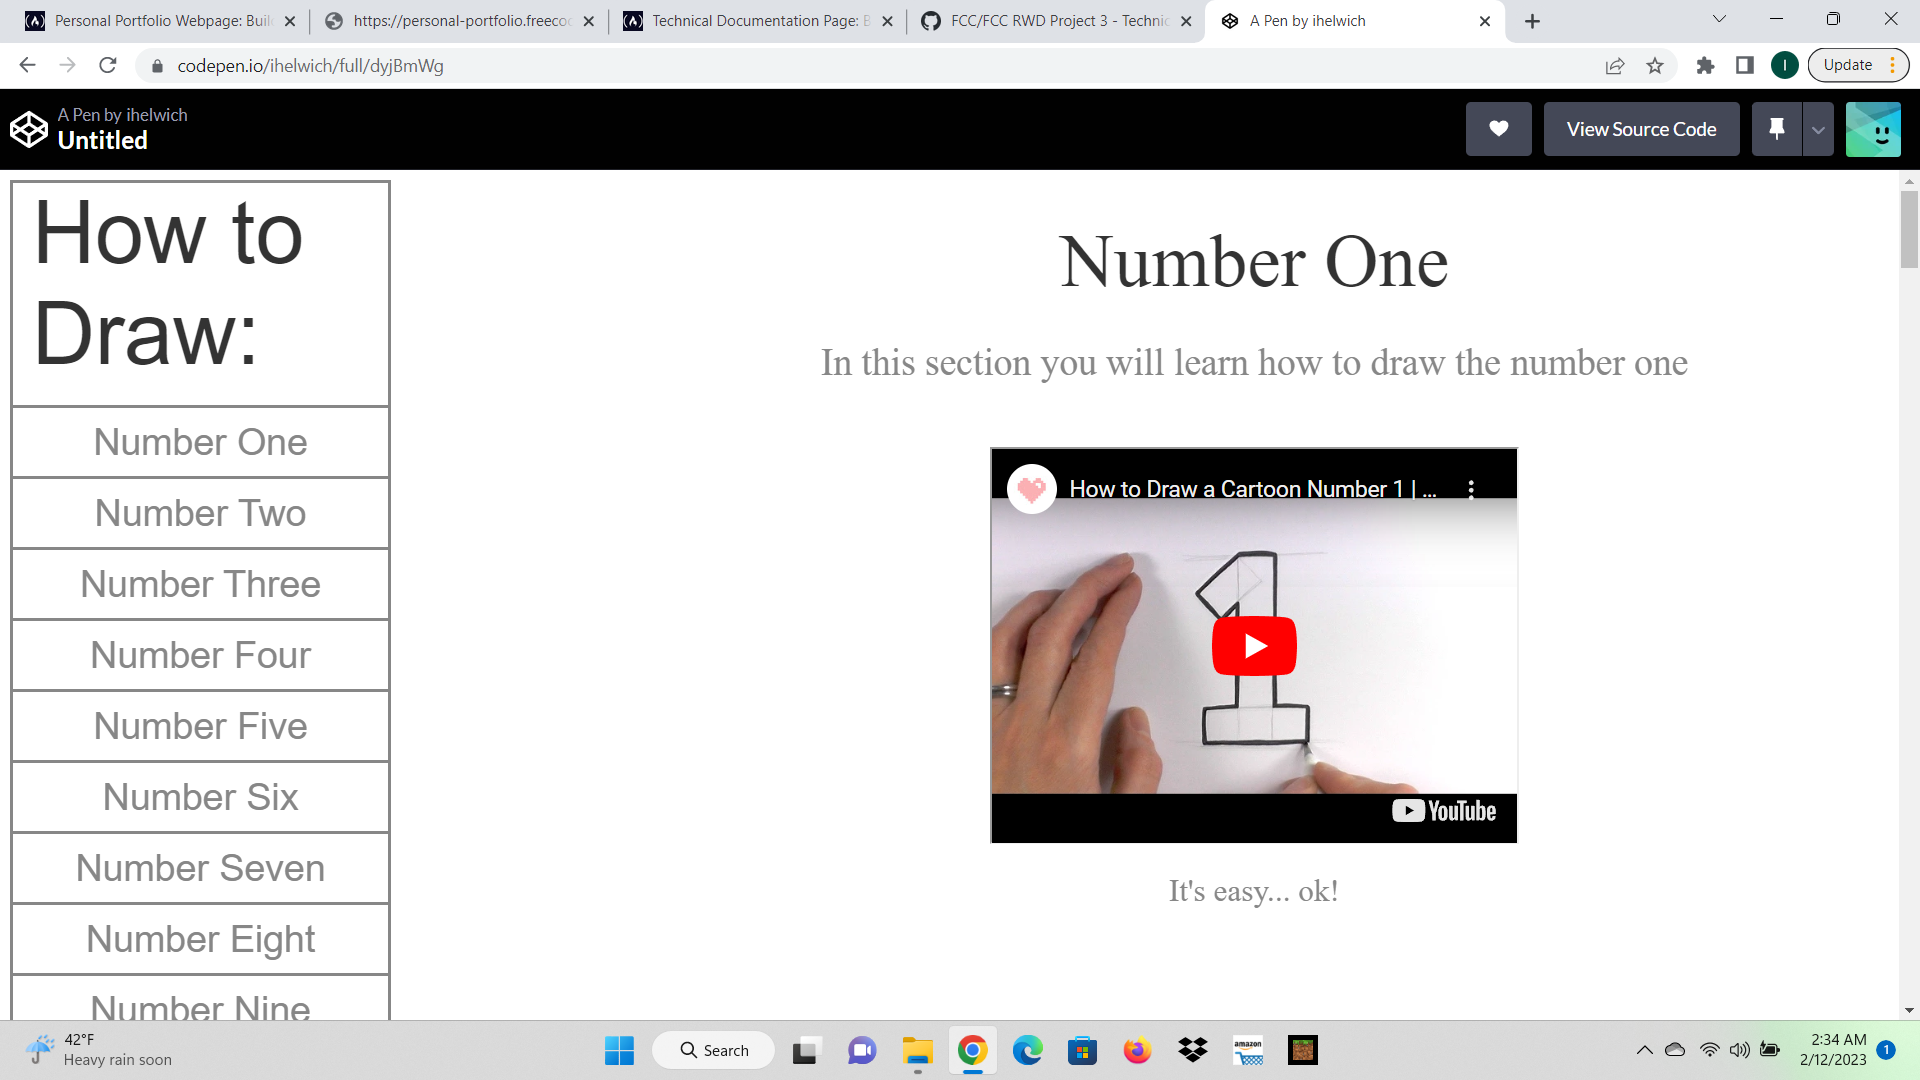 Personal Portfolio Webpage: Buil
https://personal-portfolio.freecoc
Technical Documentation Page: B
FCC/FCC RWD Project 3 - Technic
A Pen by ihelwich
codepen.io/ihelwich/full/dyjBmWg
Update
A Pen by ihelwich
Untitled
View Source Code
How to
Draw:
Number One
Number Two
Number Three
Number Four
Number Five
Number Six
Number Seven
Number Eight
Number Nine
Number One
In this section you will learn how to draw the number one
How to Draw a Cartoon Number 1 | ...
YouTube
It's easy... ok!
42°F
Heavy rain soon
Search
amazon
2:34 AM
2/12/2023
1